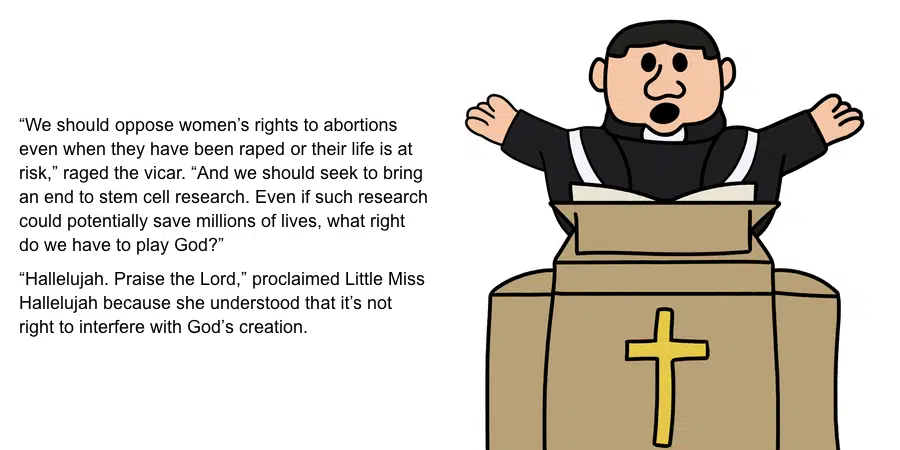 “We should oppose women’s rights to abortions
even when they have been raped or their life is at
risk,” raged the vicar. “And we should seek to bring
an end to stem cell research. Even if such research
could potentially save millions of lives, what right
do we have to play God?”
“Hallelujah. Praise the Lord,” proclaimed Little Miss
Hallelujah because she understood that it’s not
right to interfere with God’s creation.